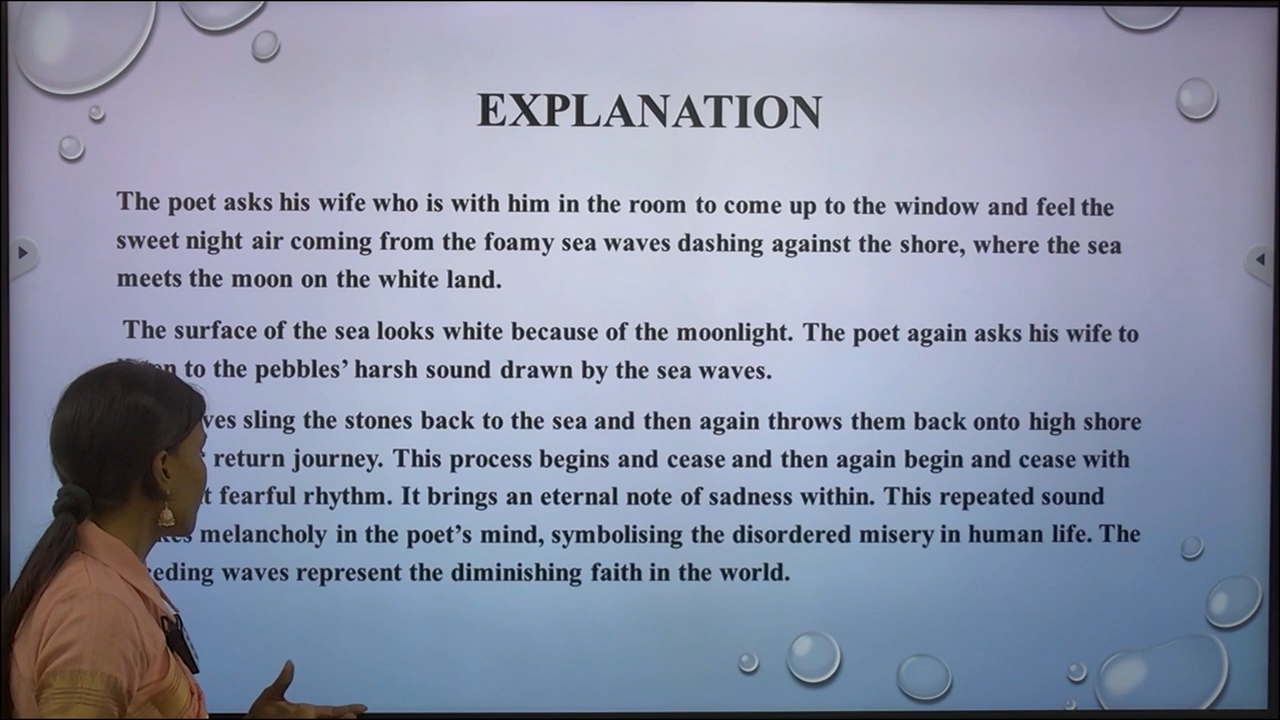 EXPLANATION
The poet asks his wife who is with him in the room to come up to the window and feel the
sweet night air coming from the foamy sea waves dashing against the shore, where the sea
meets the moon on the white land.
The surface of the sea looks white because of the moonlight. The poet again asks his wife to
to the pebbles' harsh sound drawn by the sea waves.
sling the stones back to the sea and then again throws them back onto high shore
return journey. This process begins and cease and then again begin and cease with
fearful rhythm. It brings an eternal note of sadness within. This repeated sound
melancholy in the poet's mind, symbolising the disordered misery in human life. The
waves represent the diminishing faith in the world.